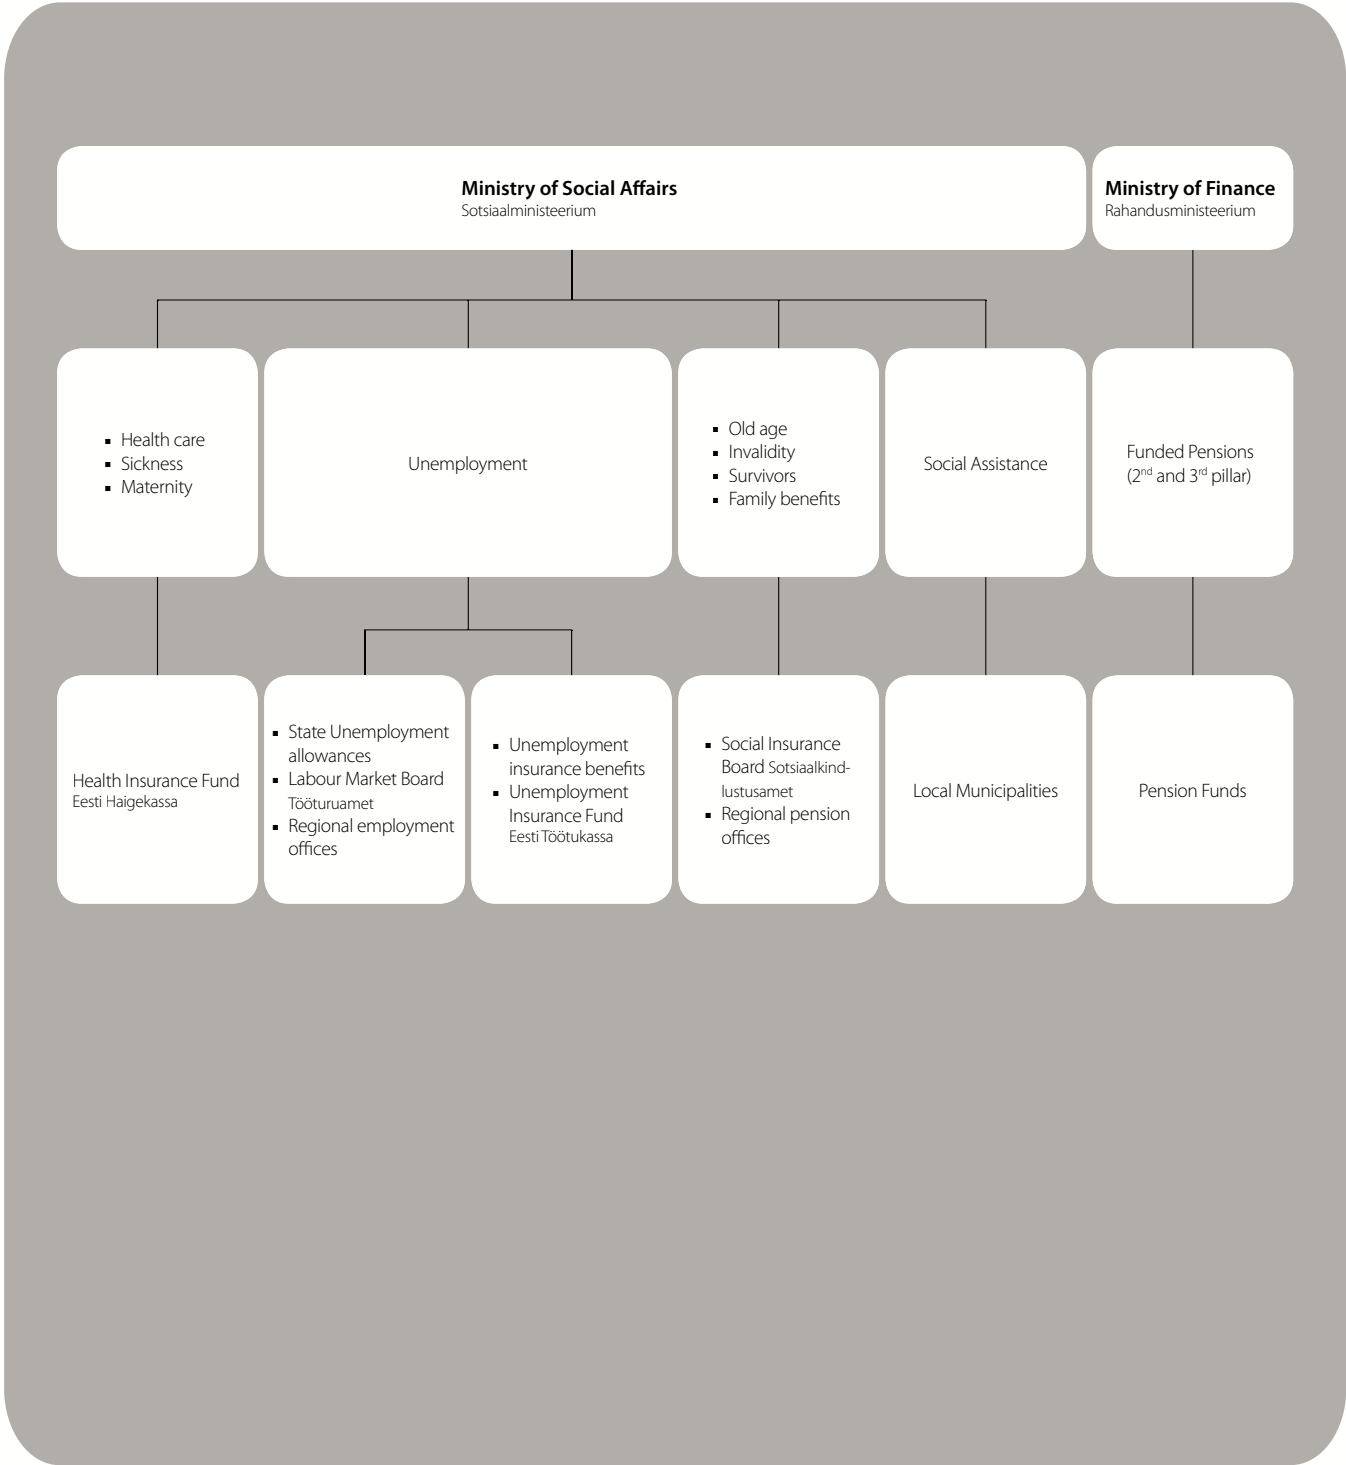 Ministry of Social Affairs
Sotsiaalministeerium
Ministry of Finance
Rahandusministeerium
▪ Health care
▪ Sickness
▪ Maternity
Unemployment
▪ Old age
▪ Invalidity
▪ Survivors
▪ Family benefits
Social Assistance
Funded Pensions
(2nd and 3rd pillar)
Health Insurance Fund
Eesti Haigekassa
▪ State Unemployment
allowances
▪ Labour Market Board
Tööturuamet
▪ Regional employment
offices
▪ Unemployment
insurance benefits
▪ Unemployment
Insurance Fund
Eesti Töötukassa
▪ Social Insurance
Board Sotsiaalkind-
lustusamet
▪ Regional pension
offices
Local Municipalities
Pension Funds